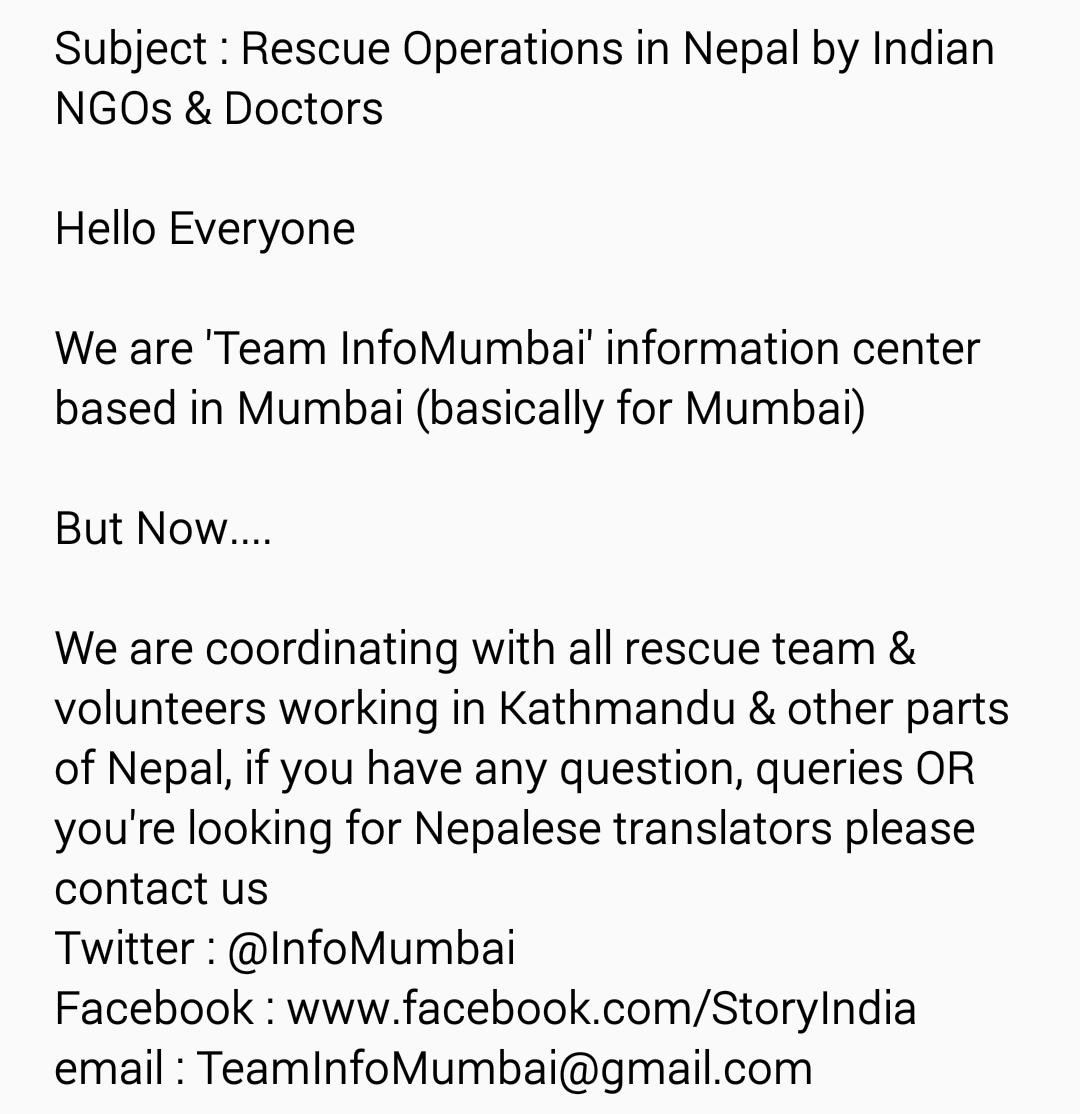 Subject : Rescue Operations in Nepal by Indian
NGOs & Doctors
Hello Everyone
We are 'Team InfoMumbai' information center
based in Mumbai (basically for Mumbai)
But Now....
We are coordinating with all rescue team &
volunteers working in Kathmandu & other parts
of Nepal, if you have any question, queries OR
you're looking for Nepalese translators please
contact us
Twitter : @InfoMumbai
Facebook : www.facebook.com/StoryIndia
email : TeamInfoMumbai@gmail.com